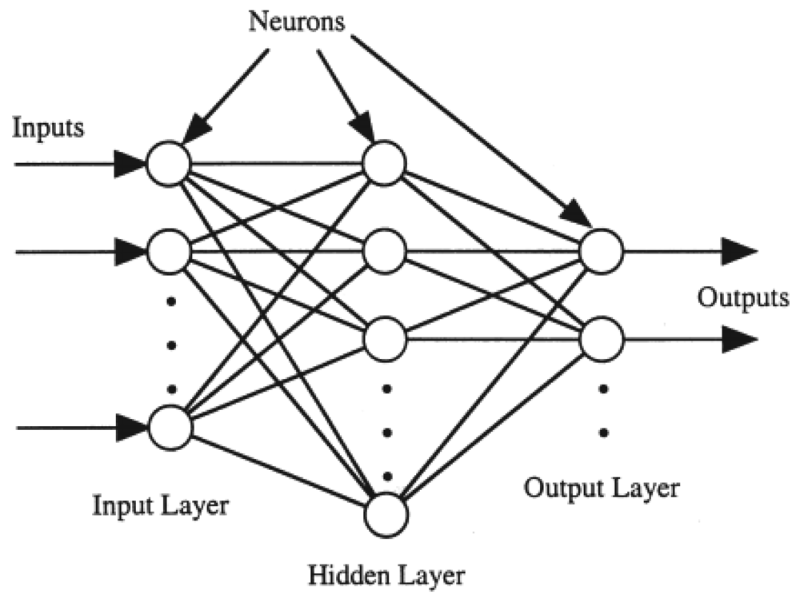 Neurons
Inputs
Outputs
Input Layer
Output Layer
Hidden Layer